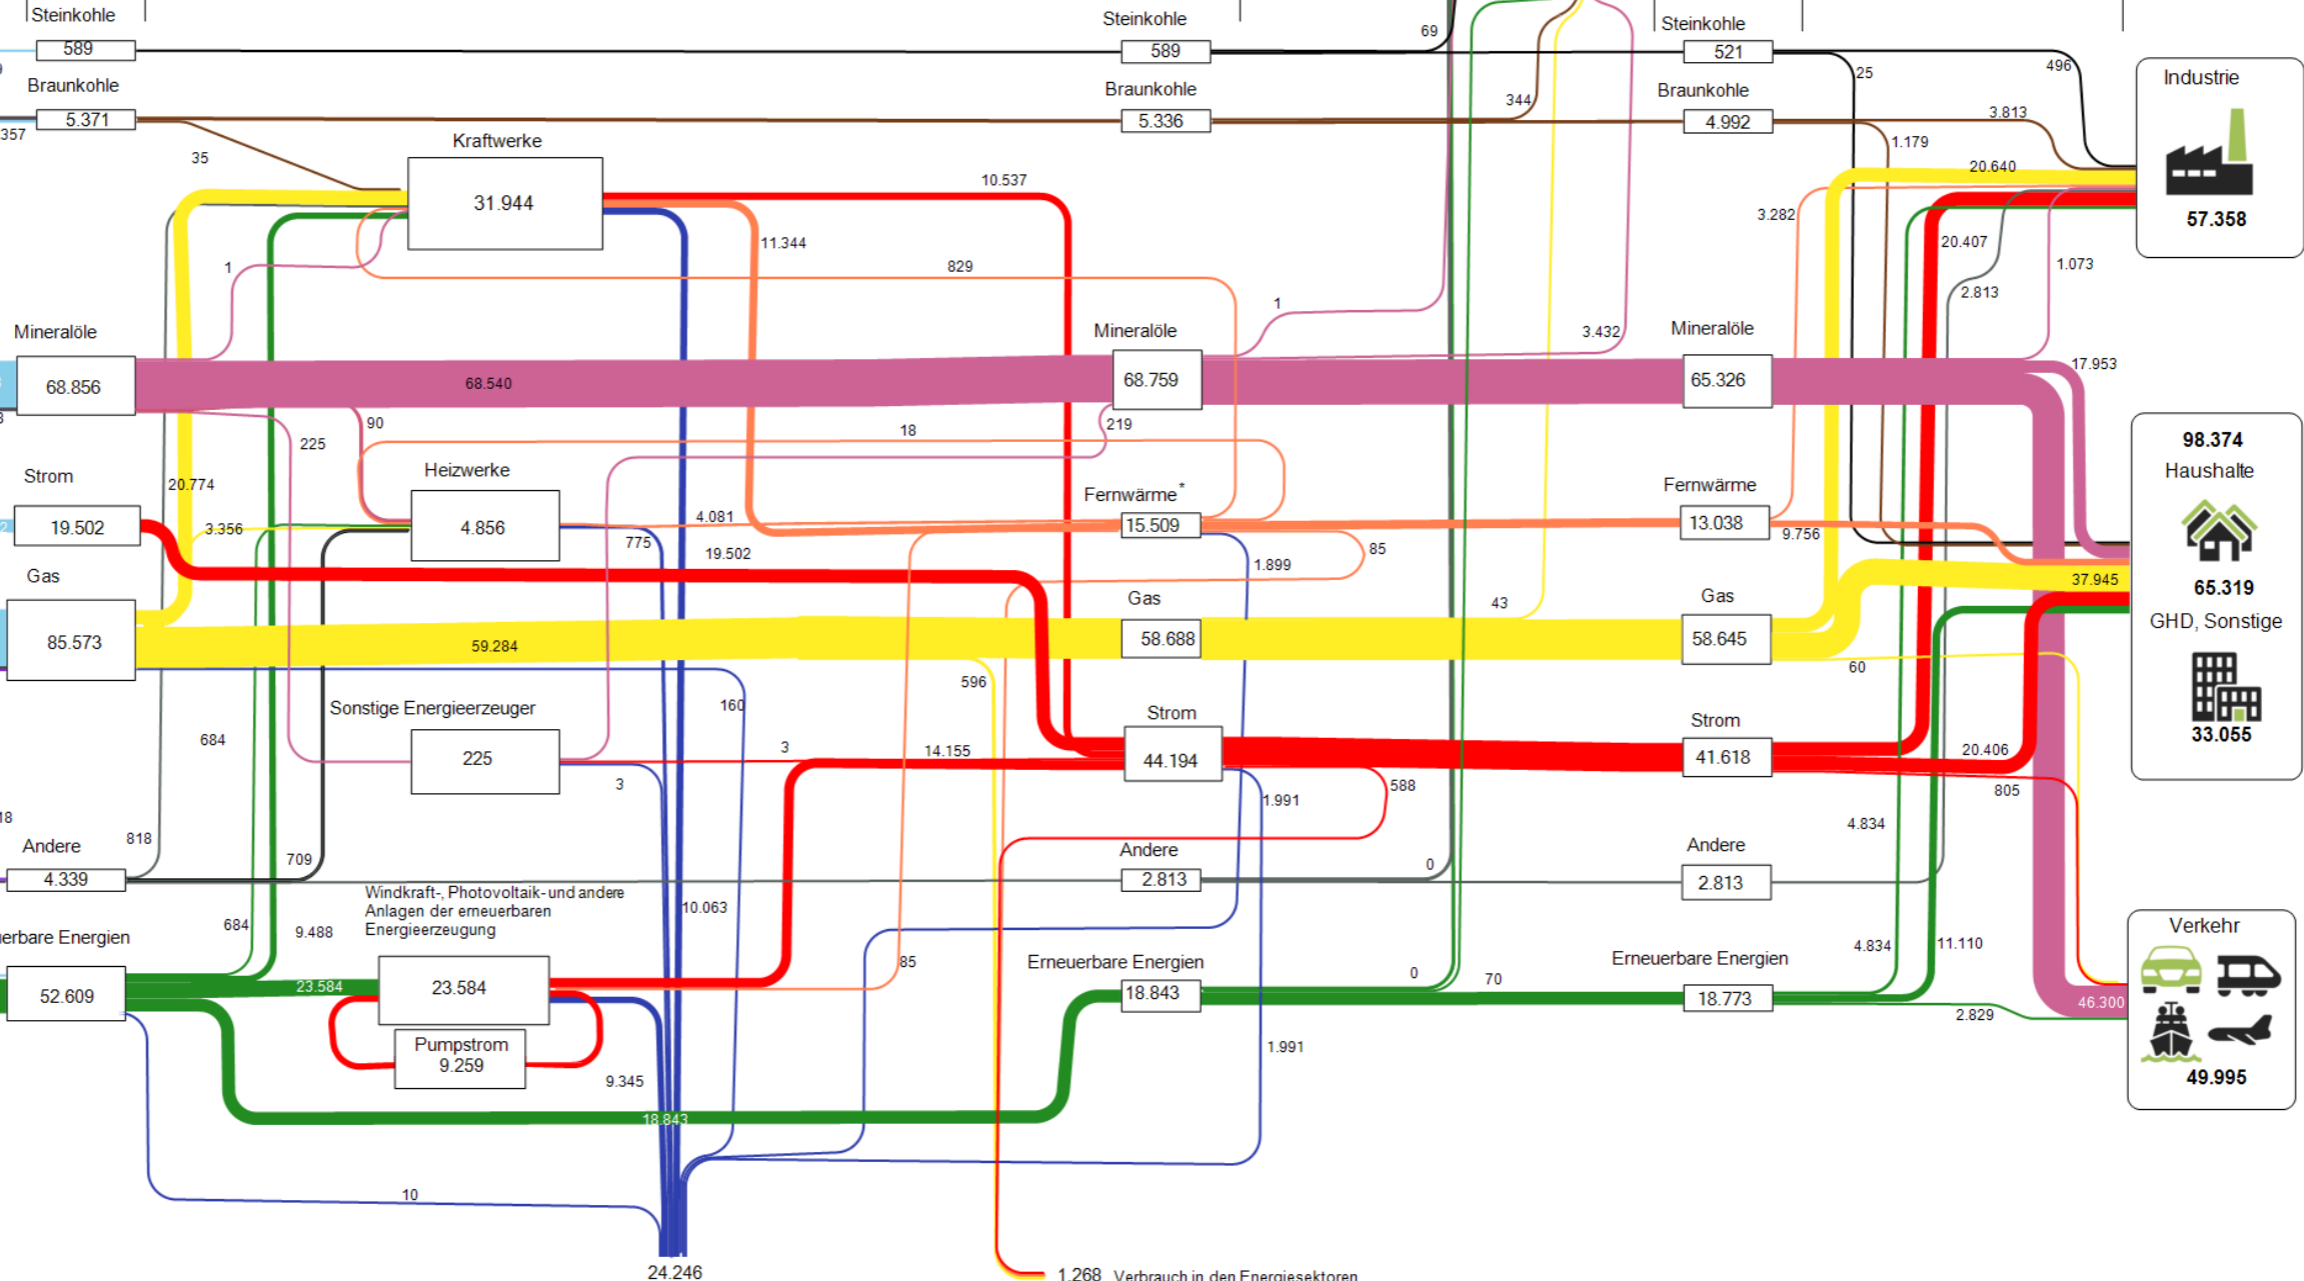 Steinkohle
589
Braunkohle
5.371
357
35
Kraftwerke
31.944
10.537
11.344
829
1
Mineralöle
68.856
68.540
90
225
18
Heizwerke
4.856
4.081
775
19.502
Strom
19.502
20.774
3.356
Gas
85.573
59.284
160
Sonstige Energieerzeuger
225
3
3
684
818
Andere
4.339
709
18
Windkraft-, Photovoltaik-und andere
Anlagen der erneuerbaren
Energieerzeugung
erbare Energien
52.609
684
9.488
23.584
23.584
Pumpstrom
9.259
9.345
10.063
18.843
10
24.246
14.155
85
596
Steinkohle
589
69
Braunkohle
5.336
344
Mineralöle
68.759
219
1
3.432
Fernwärme*
15.509
1.899
85
Gas
58.688
43
Strom
44.194
588
1.991
Andere
2.813
0
Erneuerbare Energien
18.843
0
70
1.991
1.268 Verbrauch in den Energiesektoren
Steinkohle
521
25
496
Braunkohle
4.992
1.179
3.813
20.640
3.282
20.407
2.813
1.073
Mineralöle
65.326
17.953
Fernwärme
13.038
9.756
Gas
58.645
37.945
60
Strom
41.618
20.406
805
Andere
2.813
4.834
Erneuerbare Energien
18.773
4.834
11.110
2.829
46.300
Industrie
57.358
98.374
Haushalte
65.319
GHD, Sonstige
33.055
Verkehr
49.995